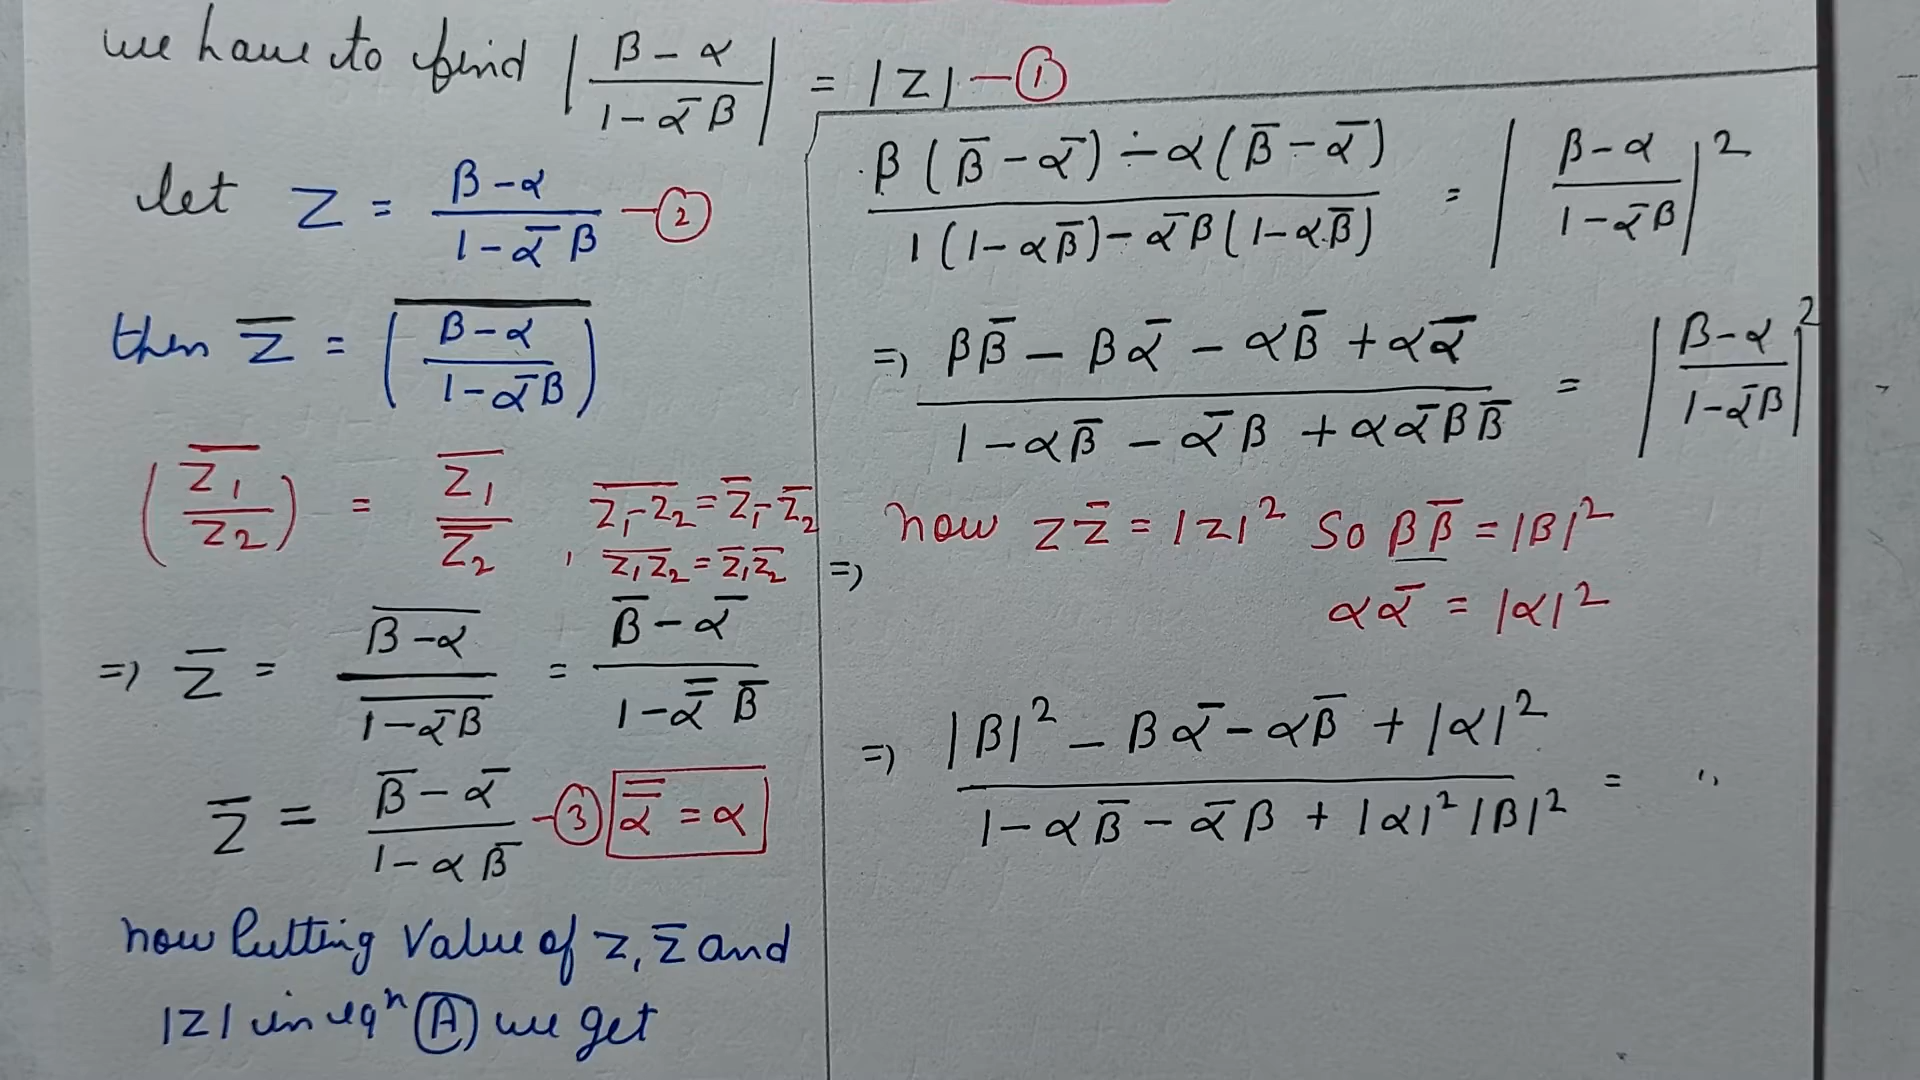 we have to find |β-α / 1-ᾱβ| = |z| —①
let z = β-α / 1-ᾱβ —②
then z̅ = \overline{(β-α / 1-ᾱβ)}
\overline{(z₁ / z₂)} = z̅₁ / z̅₂ , \overline{z₁-z₂} = z̅₁-z̅₂
, \overline{z₁z₂} = z̅₁z̅₂
=> z̅ = \overline{β-α} / \overline{1-ᾱβ} = β̅-ᾱ / 1-α̿ β̅
z̅ = β̅-ᾱ / 1-αβ̅ —③ α̿ = α
now Putting Value of z, z̅ and
|z| in eqⁿ Ⓐ we get
β(β̅-ᾱ) - α(β̅-ᾱ) / 1(1-αβ̅) - ᾱβ(1-αβ̅) = |β-α / 1-ᾱβ|²
=> ββ̅ - βᾱ - αβ̅ + αᾱ / 1-αβ̅ - ᾱβ + αᾱββ̅ = |β-α / 1-ᾱβ|²
=> now zz̅ = |z|² So ββ̅ = |β|²
αᾱ = |α|²
=> |β|² - βᾱ - αβ̅ + |α|² / 1-αβ̅ - ᾱβ + |α|²|β|² = "